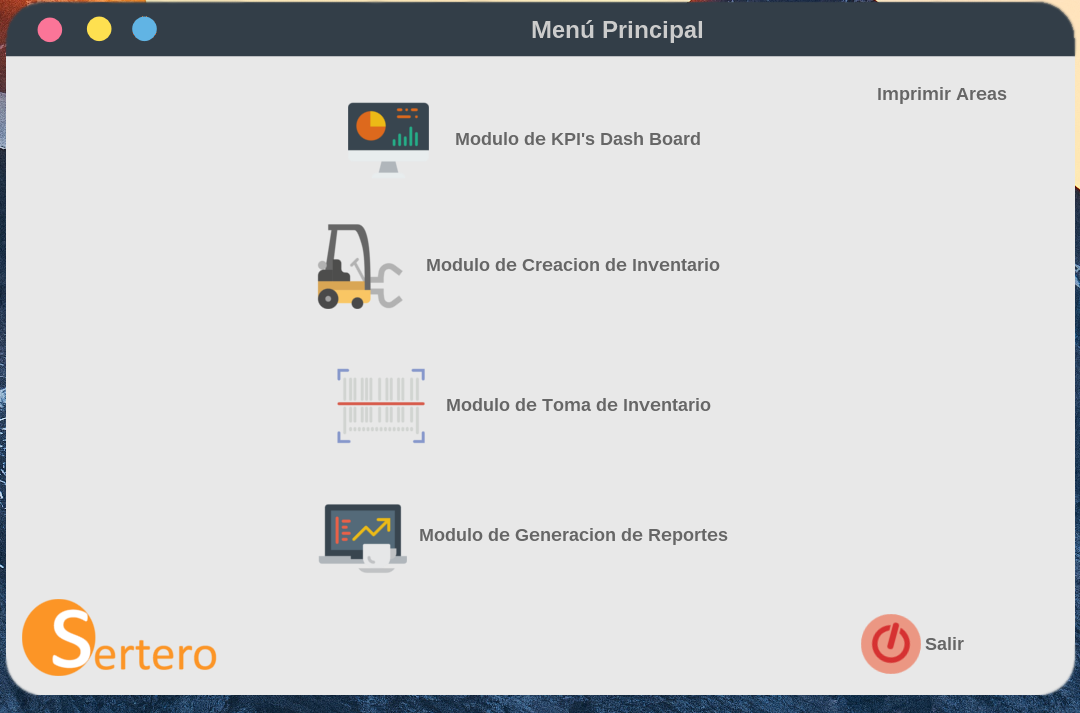 Menú Principal
Imprimir Areas
Modulo de KPI's Dash Board
Modulo de Creacion de Inventario
Modulo de Toma de Inventario
Modulo de Generacion de Reportes
Sertero
Salir